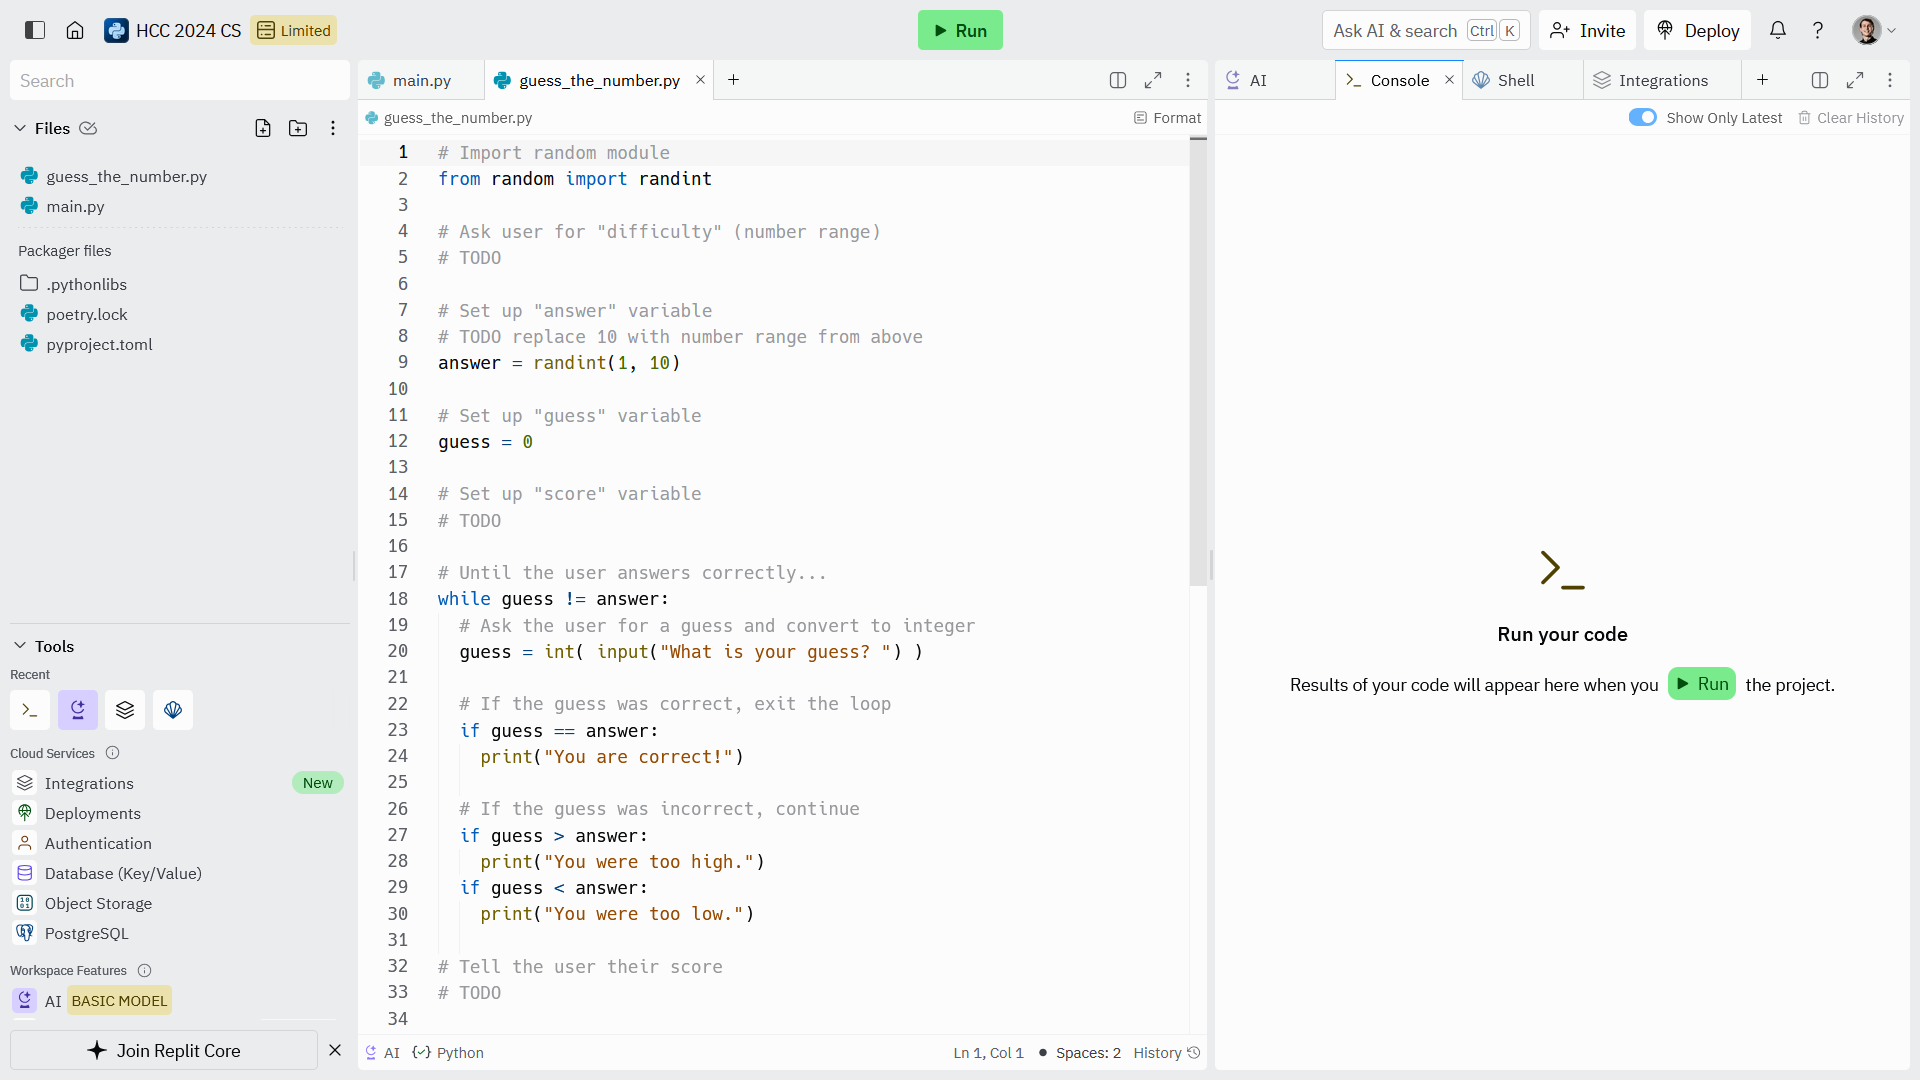 HCC 2024 CS
Limited
Run
Ask AI & search Ctrl K
Invite
Deploy
Search
Files
guess_the_number.py
main.py
Packager files
.pythonlibs
poetry.lock
pyproject.toml
Tools
Recent
Cloud Services
Integrations New
Deployments
Authentication
Database (Key/Value)
Object Storage
PostgreSQL
Workspace Features
AI BASIC MODEL
Join Replit Core
main.py
guess_the_number.py
guess_the_number.py
Format
1 # Import random module
2 from random import randint
3
4 # Ask user for "difficulty" (number range)
5 # TODO
6
7 # Set up "answer" variable
8 # TODO replace 10 with number range from above
9 answer = randint(1, 10)
10
11 # Set up "guess" variable
12 guess = 0
13
14 # Set up "score" variable
15 # TODO
16
17 # Until the user answers correctly...
18 while guess != answer:
19 # Ask the user for a guess and convert to integer
20 guess = int( input("What is your guess? ") )
21
22 # If the guess was correct, exit the loop
23 if guess == answer:
24 print("You are correct!")
25
26 # If the guess was incorrect, continue
27 if guess > answer:
28 print("You were too high.")
29 if guess < answer:
30 print("You were too low.")
31
32 # Tell the user their score
33 # TODO
34
AI
Python
Ln 1, Col 1
Spaces: 2
History
AI
Console
Shell
Integrations
Show Only Latest
Clear History
Run your code
Results of your code will appear here when you Run the project.